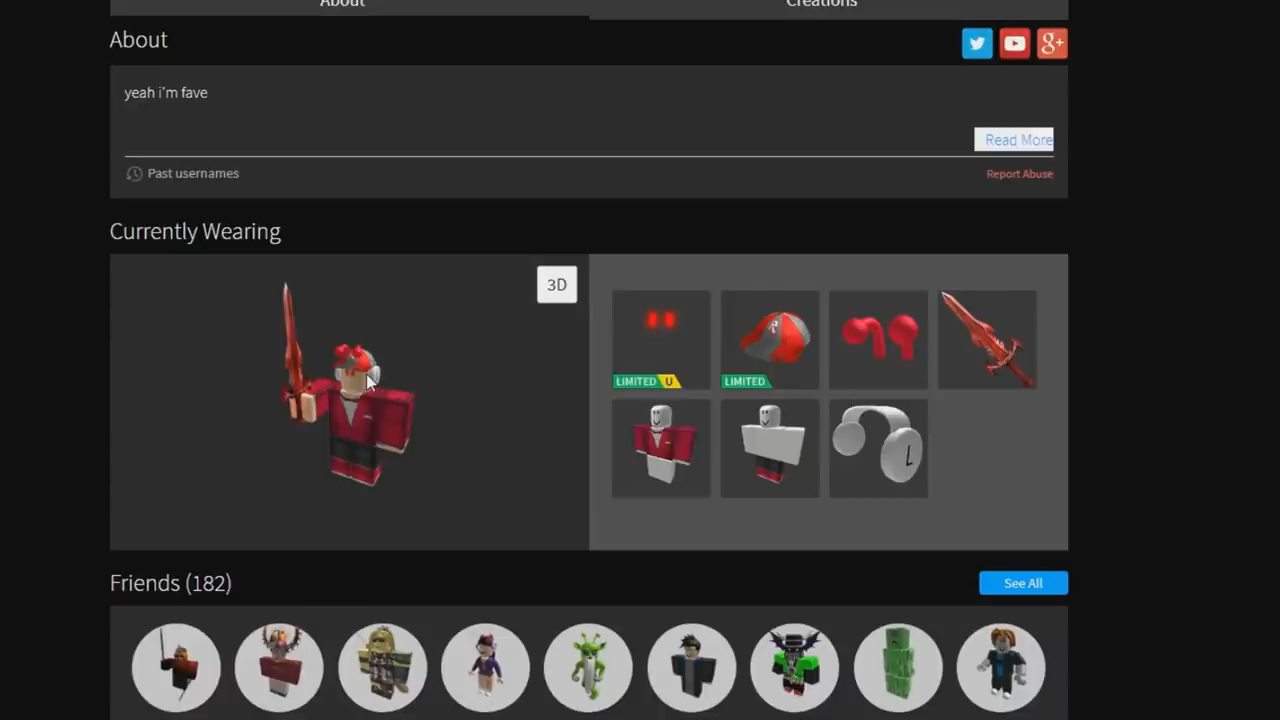 About
Creations
About
g+
yeah i'm fave
Read More
Past usernames
Report Abuse
Currently Wearing
3D
LIMITED U
R
LIMITED
L
Friends (182)
See All